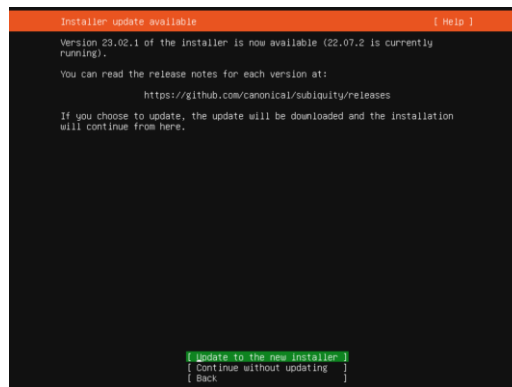 Installer update available [ Help ]
Version 23.02.1 of the installer is now available (22.07.2 is currently
running).
You can read the release notes for each version at:
https://github.com/canonical/subiquity/releases
If you choose to update, the update will be downloaded and the installation
will continue from here.
[ Update to the new installer ]
[ Continue without updating ]
[ Back ]